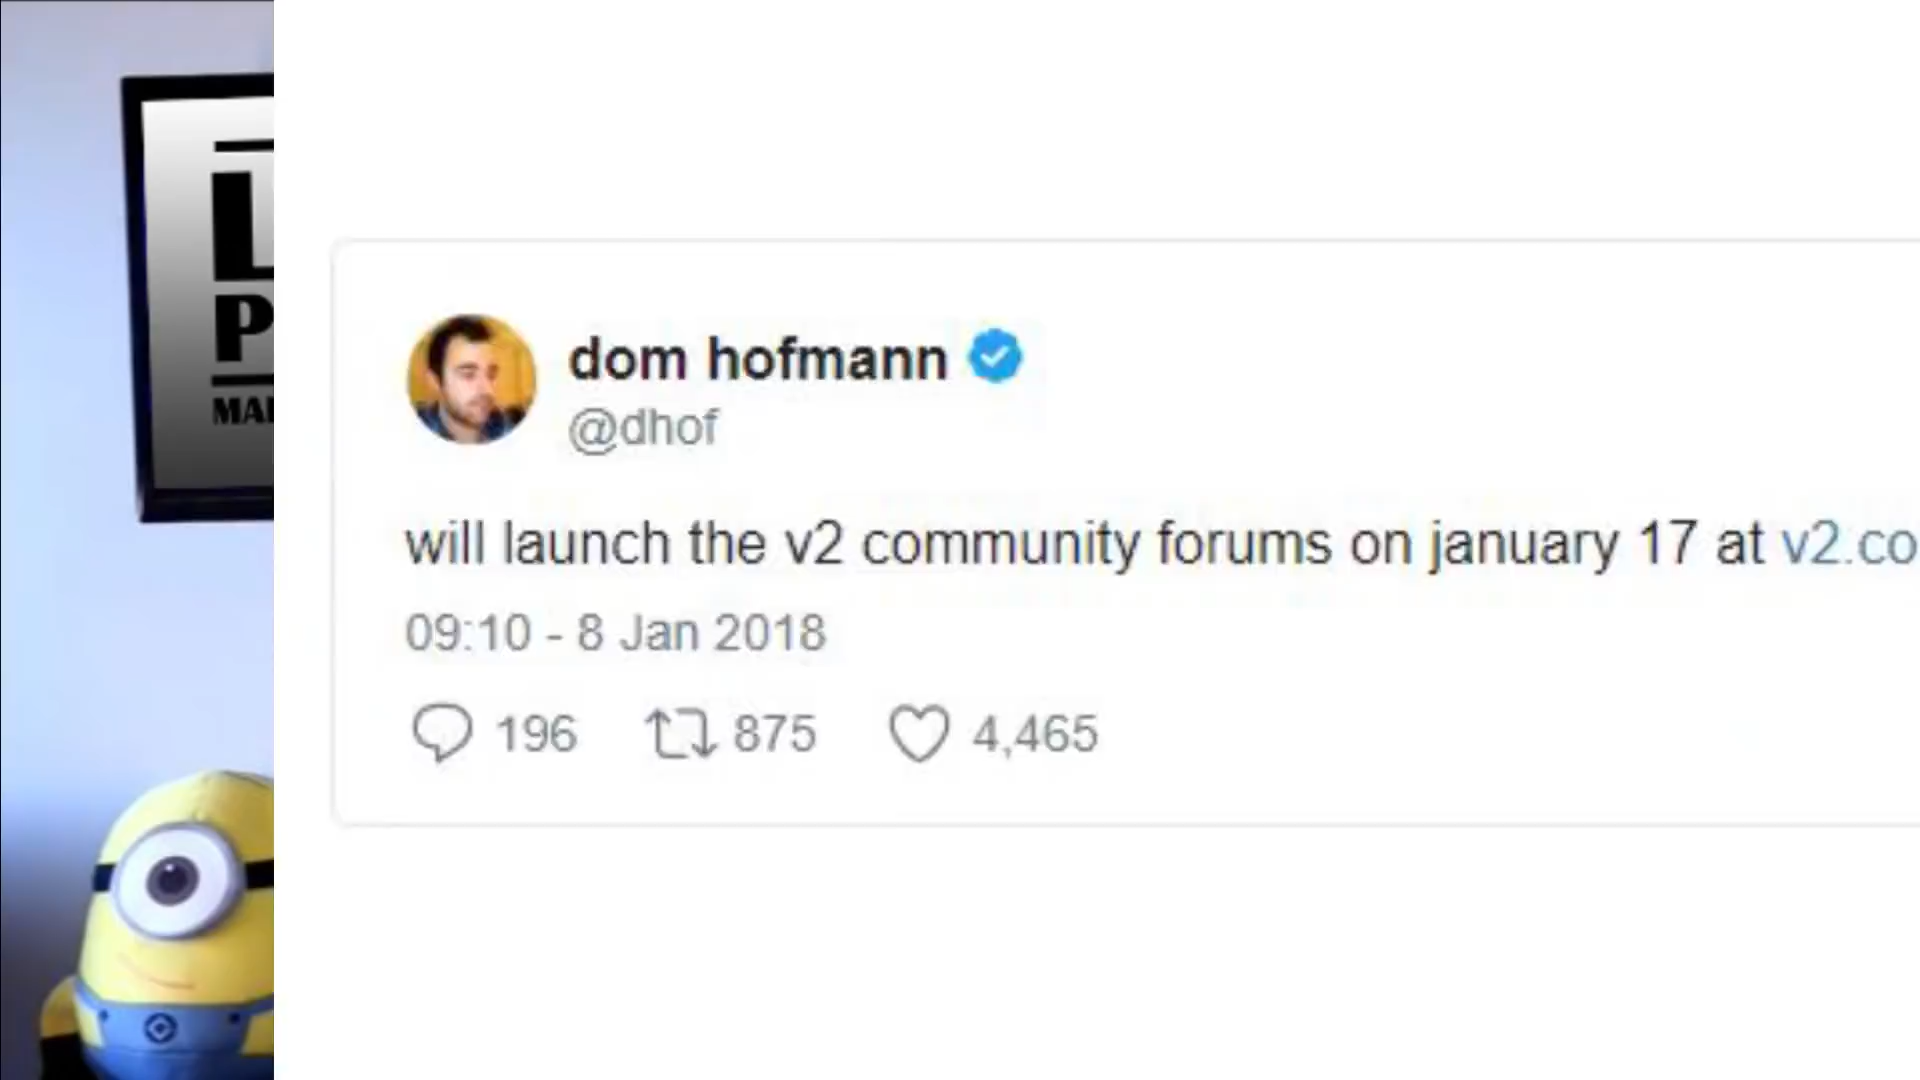 dom hofmann
@dhof
will launch the v2 community forums on january 17 at v2.co
09:10 - 8 Jan 2018
196 875 4,465